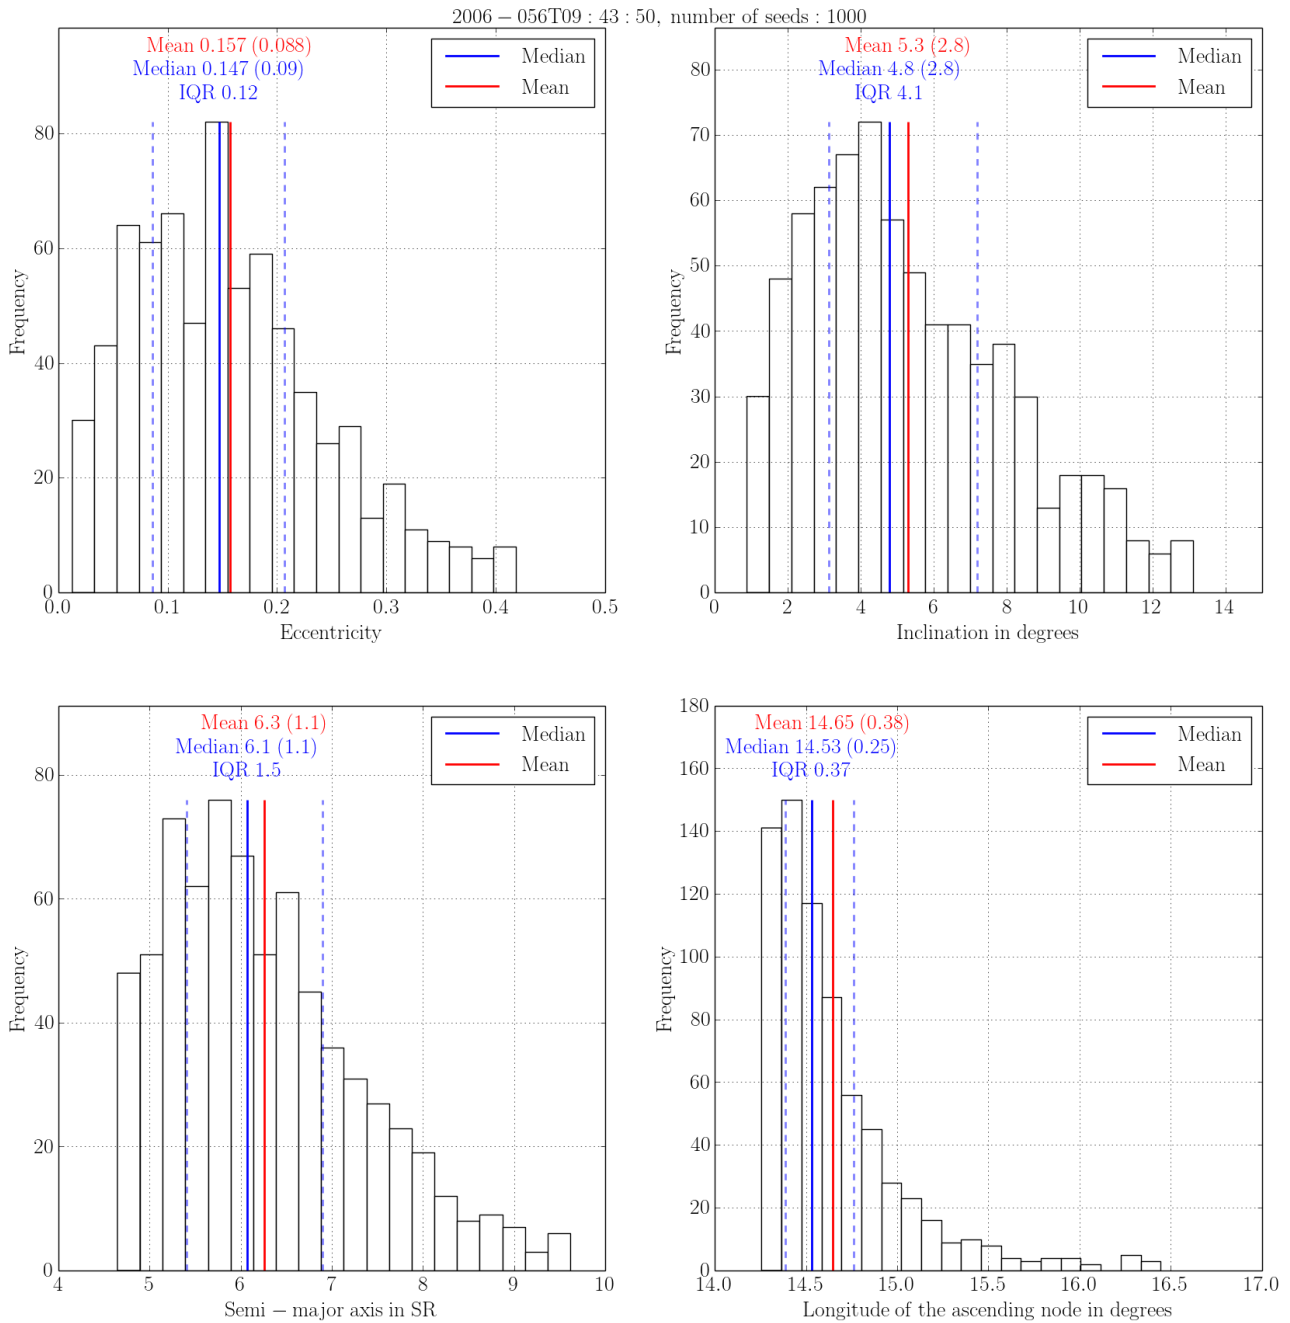 2006 − 056T09 : 43 : 50, number of seeds : 1000
Mean 0.157 (0.088)
Median 0.147 (0.09)
IQR 0.12
Median
Mean
80
60
40
20
0
Frequency
0.0 0.1 0.2 0.3 0.4 0.5
Eccentricity
Mean 5.3 (2.8)
Median 4.8 (2.8)
IQR 4.1
Median
Mean
80
70
60
50
40
30
20
10
0
Frequency
0 2 4 6 8 10 12 14
Inclination in degrees
Mean 6.3 (1.1)
Median 6.1 (1.1)
IQR 1.5
Median
Mean
80
60
40
20
0
Frequency
4 5 6 7 8 9 10
Semi − major axis in SR
Mean 14.65 (0.38)
Median 14.53 (0.25)
IQR 0.37
Median
Mean
180
160
140
120
100
80
60
40
20
0
Frequency
14.0 14.5 15.0 15.5 16.0 16.5 17.0
Longitude of the ascending node in degrees